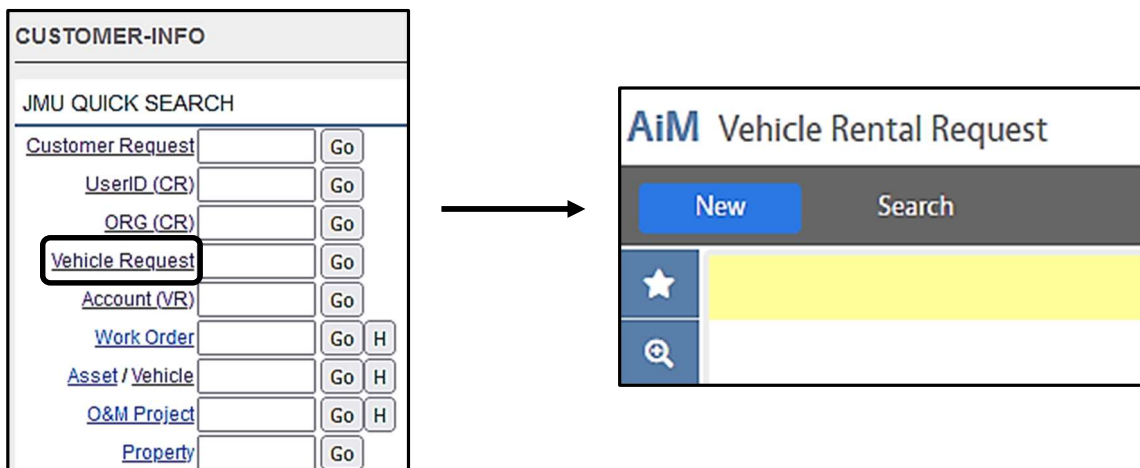 CUSTOMER-INFO
JMU QUICK SEARCH
Customer Request Go
UserID (CR) Go
ORG (CR) Go
Vehicle Request Go
Account (VR) Go
Work Order Go H
Asset / Vehicle Go H
O&M Project Go H
Property Go
AiM Vehicle Rental Request
New Search